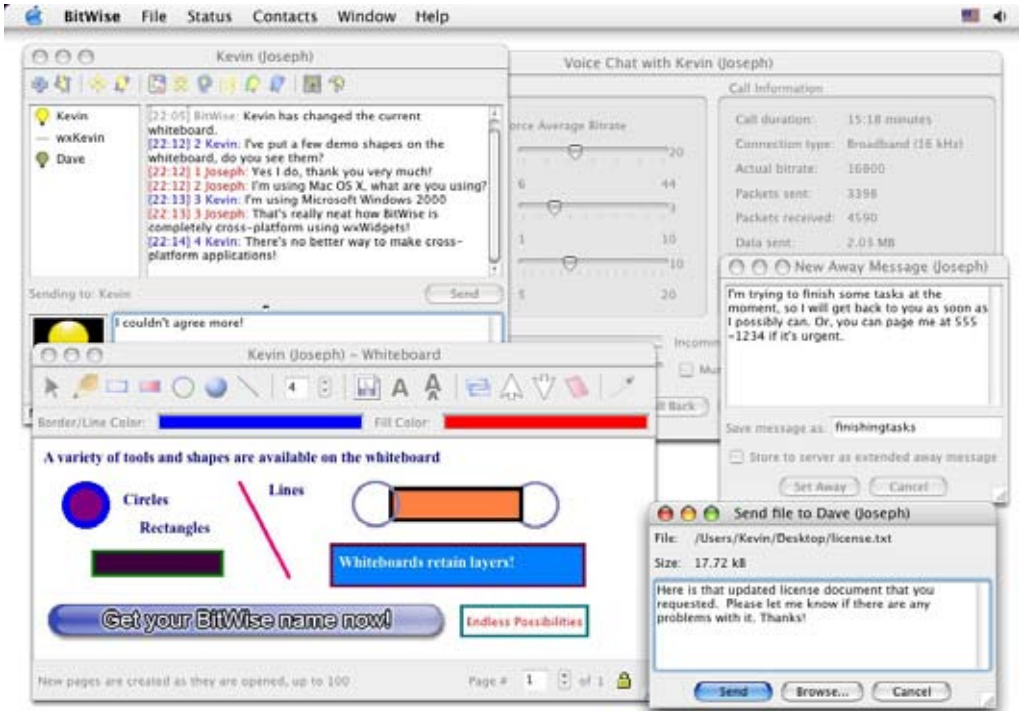 BitWise File Status Contacts Window Help
Kevin (Joseph)
Kevin
wxKevin
Dave
[22:05] BitWise: Kevin has changed the current
whiteboard.
[22:12] 2 Kevin: I've put a few demo shapes on the
whiteboard, do you see them?
[22:12] 1 Joseph: Yes I do, thank you very much!
[22:12] 2 Joseph: I'm using Mac OS X, what are you using?
[22:13] 3 Kevin: I'm using Microsoft Windows 2000
[22:13] 3 Joseph: That's really neat how BitWise is
completely cross-platform using wxWidgets!
[22:14] 4 Kevin: There's no better way to make cross-
platform applications!
Sending to: Kevin
Send
I couldn't agree more!
Voice Chat with Kevin (Joseph)
Average Bitrate
20
6 44
3
1 10
10
5 20
Call Information
Call duration: 15:18 minutes
Connection type: Broadband (16 kHz)
Actual bitrate: 16800
Packets sent: 3398
Packets received: 4590
Data sent: 2.03 MB
Back
New Away Message (Joseph)
I'm trying to finish some tasks at the
moment, so I will get back to you as soon as
I possibly can. Or, you can page me at 555
-1234 if it's urgent.
Save message as: finishingtasks
Store to server as extended away message
Set Away Cancel
Kevin (Joseph) - Whiteboard
4 A A
Border/Line Color: Fill Color:
A variety of tools and shapes are available on the whiteboard
Circles
Lines
Rectangles
Whiteboards retain layers!
Get your BitWise name now!
Endless Possibilities
New pages are created as they are opened, up to 100
Page # 1 of 1
Send file to Dave (Joseph)
File: /Users/Kevin/Desktop/license.txt
Size: 17.72 kB
Here is that updated license document that you
requested. Please let me know if there are any
problems with it. Thanks!
Send Browse... Cancel